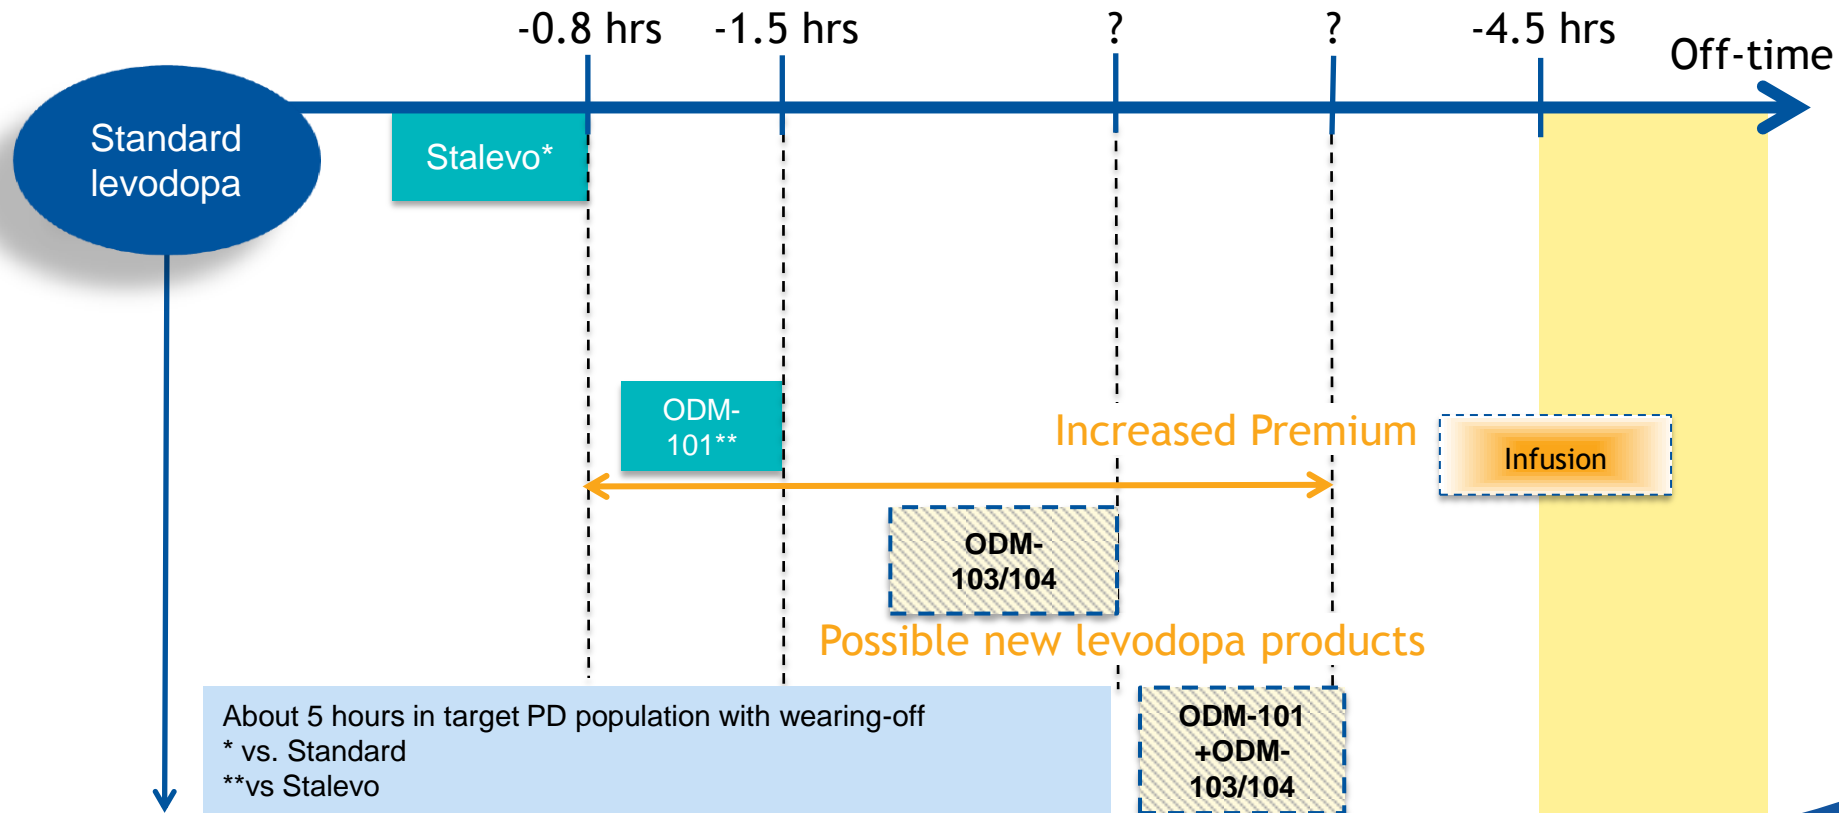 -0.8 hrs
-1.5 hrs
?
?
-4.5 hrs
Off-time
Standard
levodopa
Stalevo*
ODM-
101**
Increased Premium
Infusion
ODM-
103/104
Possible new levodopa products
About 5 hours in target PD population with wearing-off
* vs. Standard
**vs Stalevo
ODM-101
+ODM-
103/104